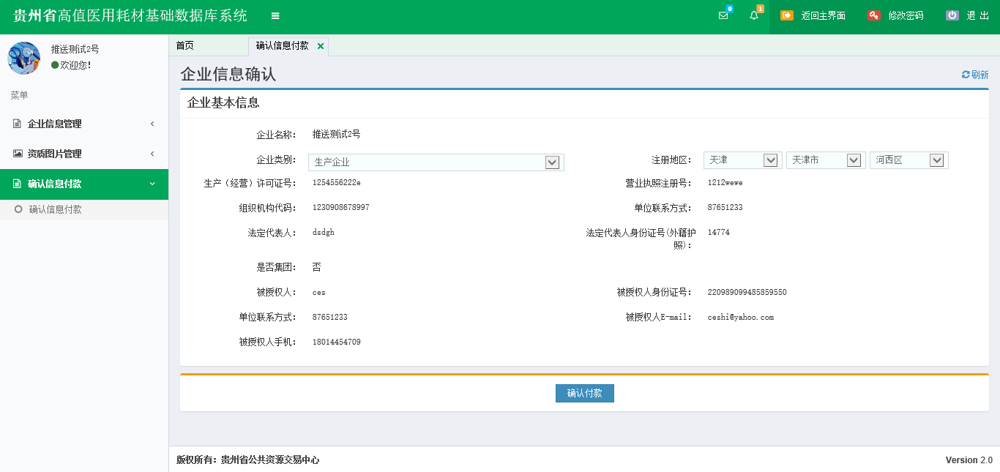 贵州省高值医用耗材基础数据库系统
0
1
返回主界面
修改密码
退 出
推送测试2号
欢迎您!
菜单
企业信息管理
资质图片管理
确认信息付款
确认信息付款
首页
确认信息付款
企业信息确认
刷新
企业基本信息
企业名称: 推送测试2号
企业类别: 生产企业 注册地区: 天津 天津市 河西区
生产(经营)许可证号: 1254556222e 营业执照注册号: 1212wewe
组织机构代码: 1230908678997 单位联系方式: 87651233
法定代表人: dsdgh 法定代表人身份证号(外籍护 14774
照):
是否集团: 否
被授权人: ces 被授权人身份证号: 220989099485859550
单位联系方式: 87651233 被授权人E-mail: ceshi@yahoo.com
被授权人手机: 18014454709
确认付款
版权所有: 贵州省公共资源交易中心
Version 2.0